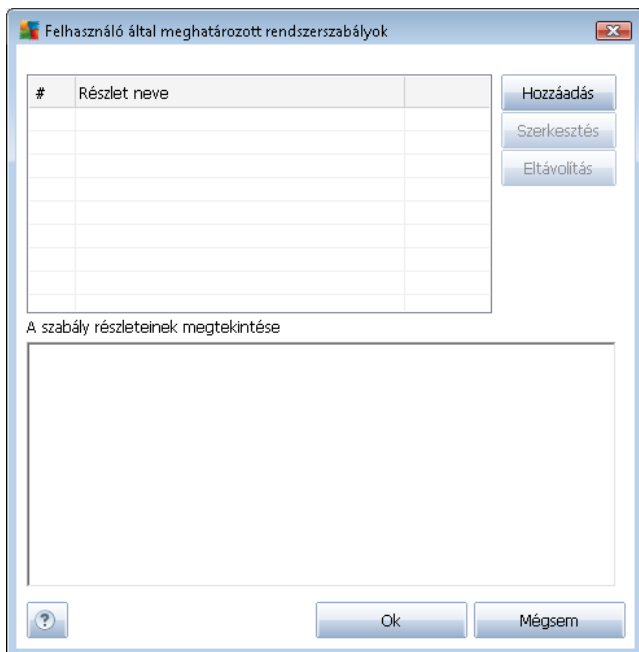 Felhasználó által meghatározott rendszerszabályok
# Részlet neve
Hozzáadás
Szerkesztés
Eltávolítás
A szabály részleteinek megtekintése
?
Ok
Mégsem